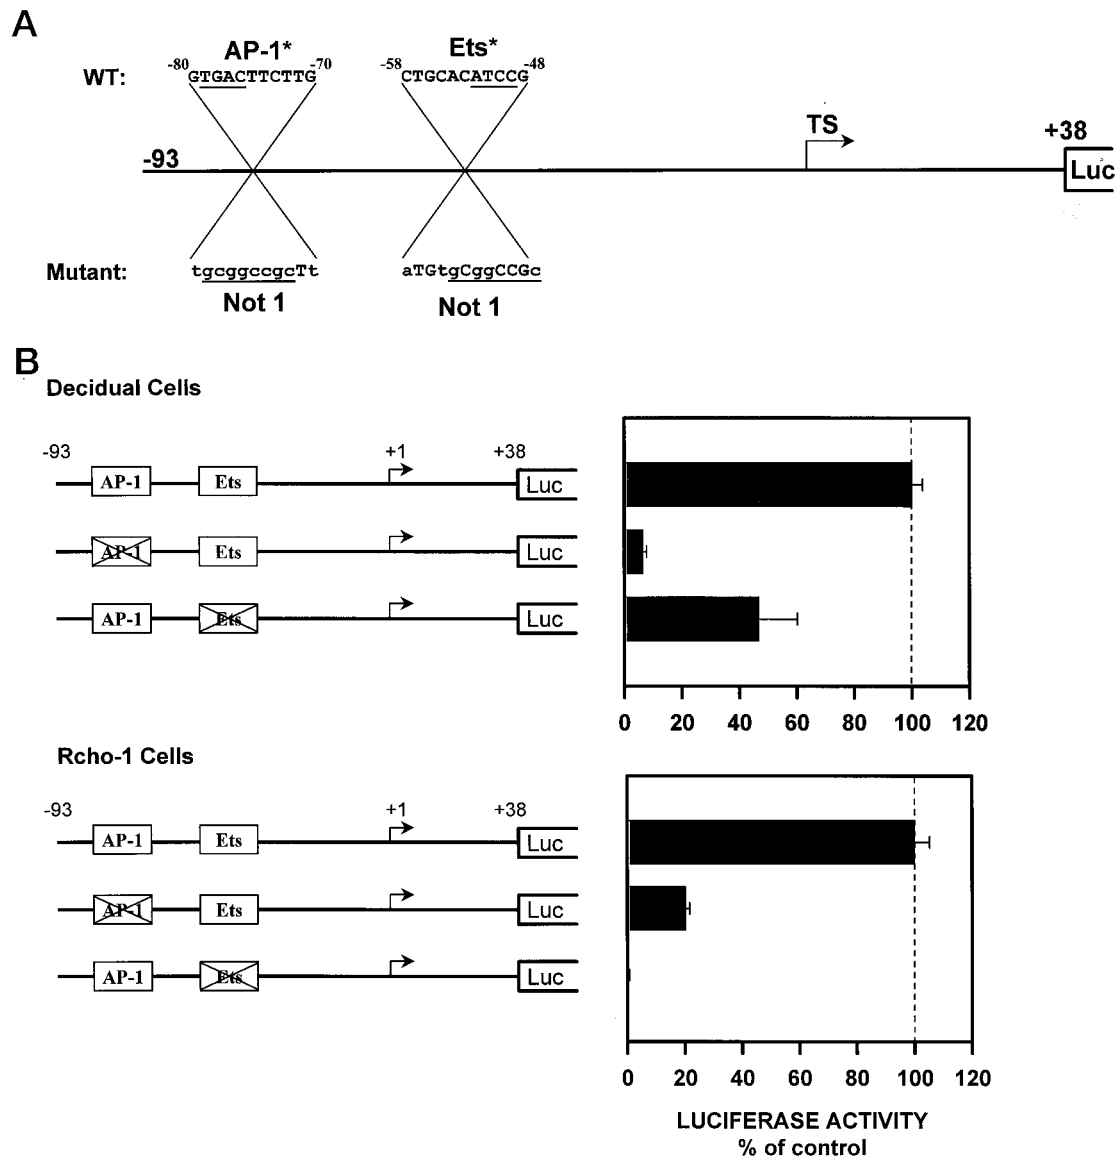 A
AP-1* Ets*
WT: -80 GTGACTTCTTG -70 -58 CTGCACATCCG -48
TS
-93 +38
Luc
Mutant: tgcggccgcTt aTGtgCggCCGc
Not 1 Not 1
B
Decidual Cells
-93 +1 +38
AP-1 Ets Luc
AP-1 Ets Luc
AP-1 Ets Luc
0 20 40 60 80 100 120
Rcho-1 Cells
-93 +1 +38
AP-1 Ets Luc
AP-1 Ets Luc
AP-1 Ets Luc
0 20 40 60 80 100 120
LUCIFERASE ACTIVITY
% of control